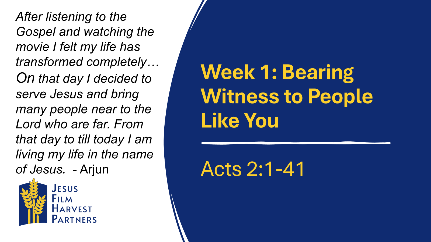 After listening to the
Gospel and watching the
movie I felt my life has
transformed completely…
On that day I decided to
serve Jesus and bring
many people near to the
Lord who are far. From
that day to till today I am
living my life in the name
of Jesus. - Arjun
JESUS
FILM
HARVEST
PARTNERS
Week 1: Bearing
Witness to People
Like You
Acts 2:1-41